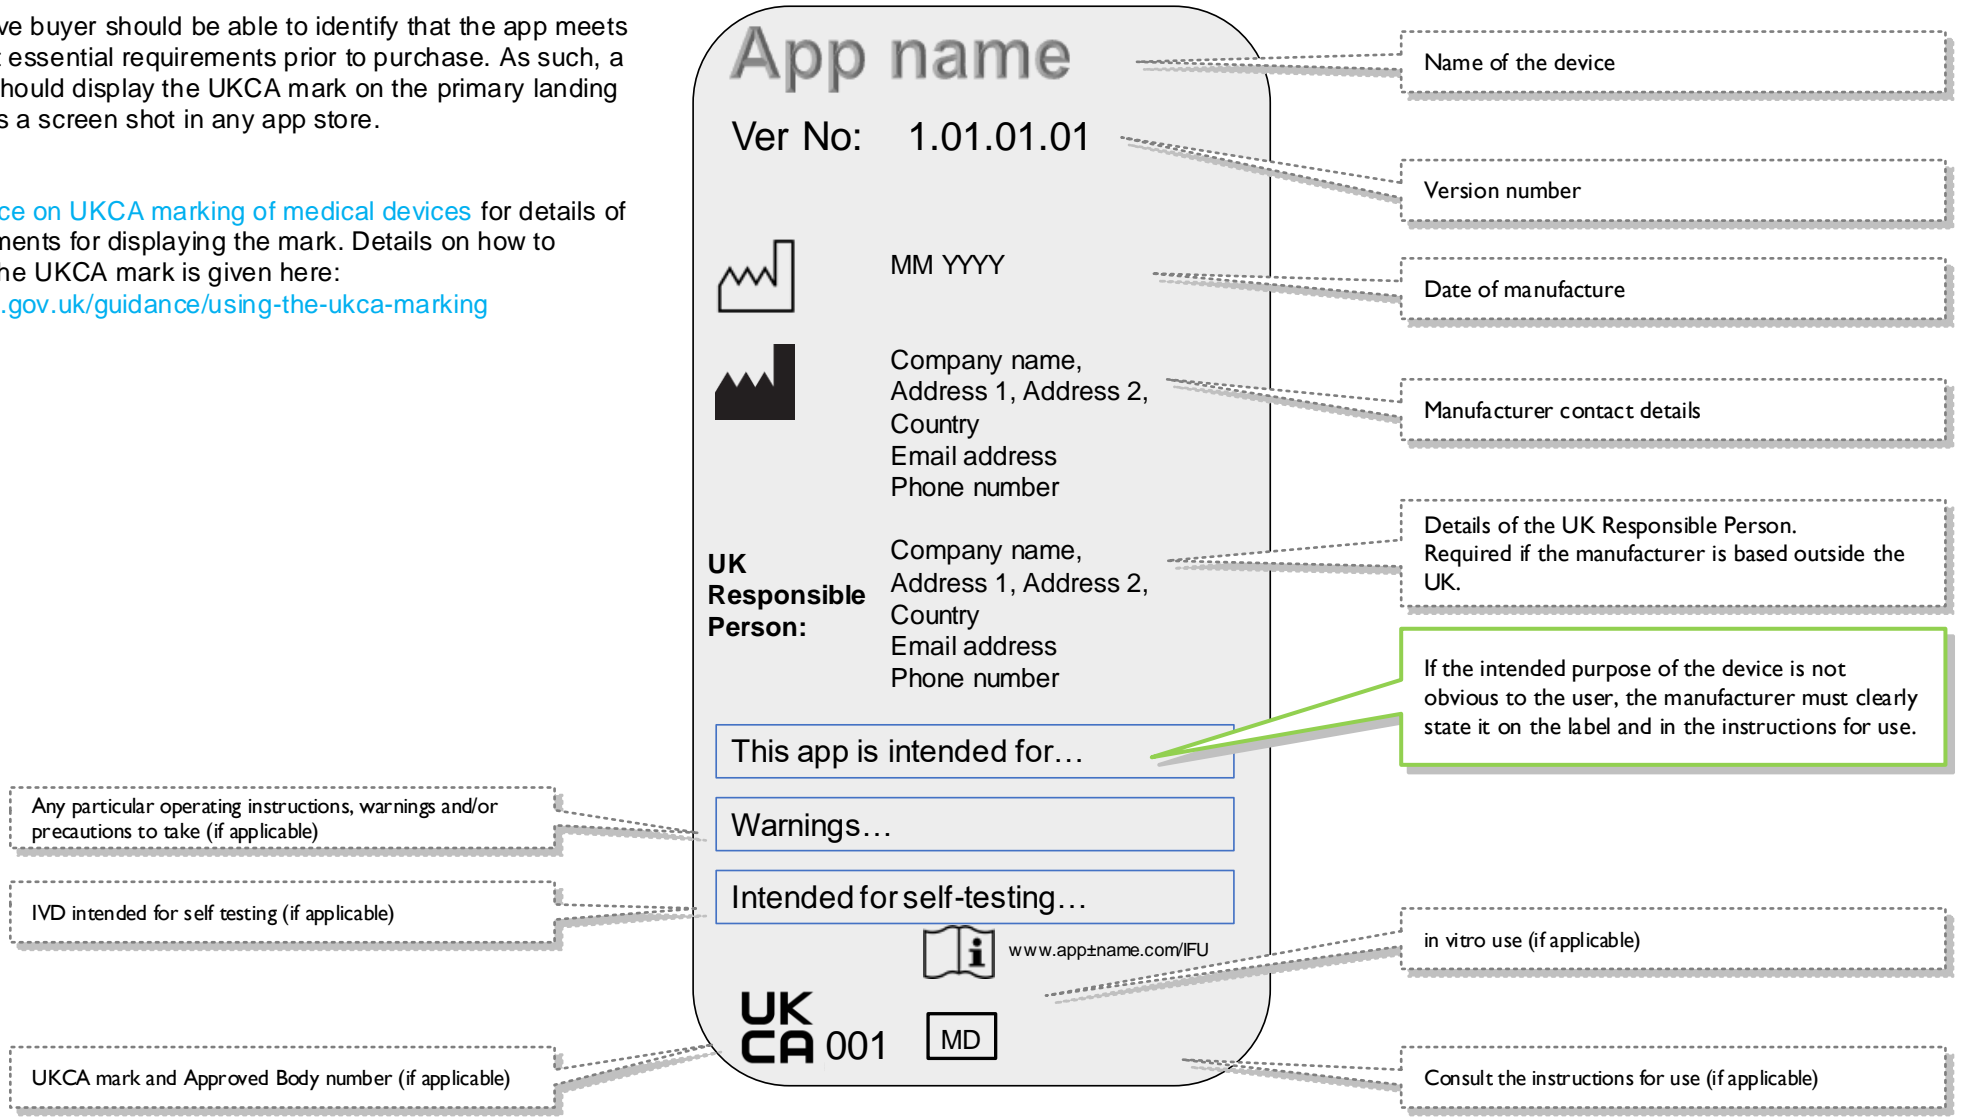 ve buyer should be able to identify that the app meets
t essential requirements prior to purchase. As such, a
hould display the UKCA mark on the primary landing
s a screen shot in any app store.
ce on UKCA marking of medical devices for details of
ments for displaying the mark. Details on how to
he UKCA mark is given here:
.gov.uk/guidance/using-the-ukca-marking
App name
Ver No: 1.01.01.01
MM YYYY
Company name,
Address 1, Address 2,
Country
Email address
Phone number
UK
Responsible
Person:
Company name,
Address 1, Address 2,
Country
Email address
Phone number
This app is intended for…
Warnings…
Intended for self-testing…
www.app±name.com/IFU
UK
CA 001
MD
Name of the device
Version number
Date of manufacture
Manufacturer contact details
Details of the UK Responsible Person.
Required if the manufacturer is based outside the
UK.
If the intended purpose of the device is not
obvious to the user, the manufacturer must clearly
state it on the label and in the instructions for use.
in vitro use (if applicable)
Consult the instructions for use (if applicable)
Any particular operating instructions, warnings and/or
precautions to take (if applicable)
IVD intended for self testing (if applicable)
UKCA mark and Approved Body number (if applicable)